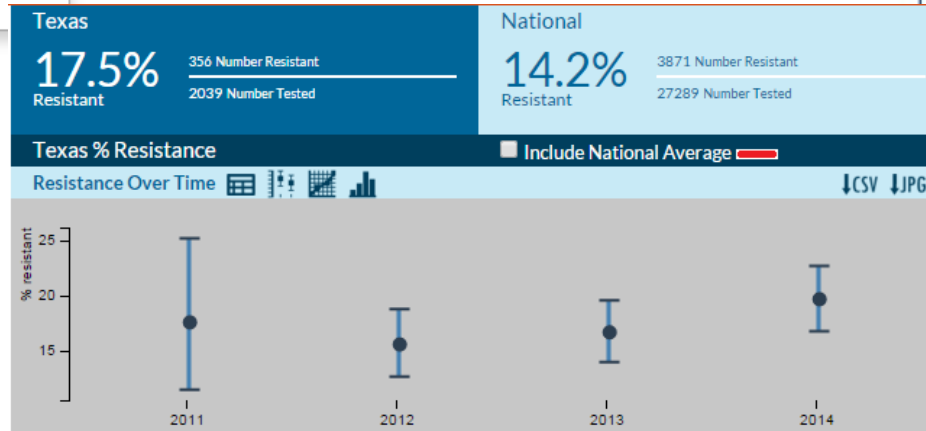 Texas
17.5%
Resistant
356 Number Resistant
2039 Number Tested
National
14.2%
Resistant
3871 Number Resistant
27289 Number Tested
Texas % Resistance
Include National Average
Resistance Over Time
CSV
JPG
% resistant
25
20
15
2011
2012
2013
2014